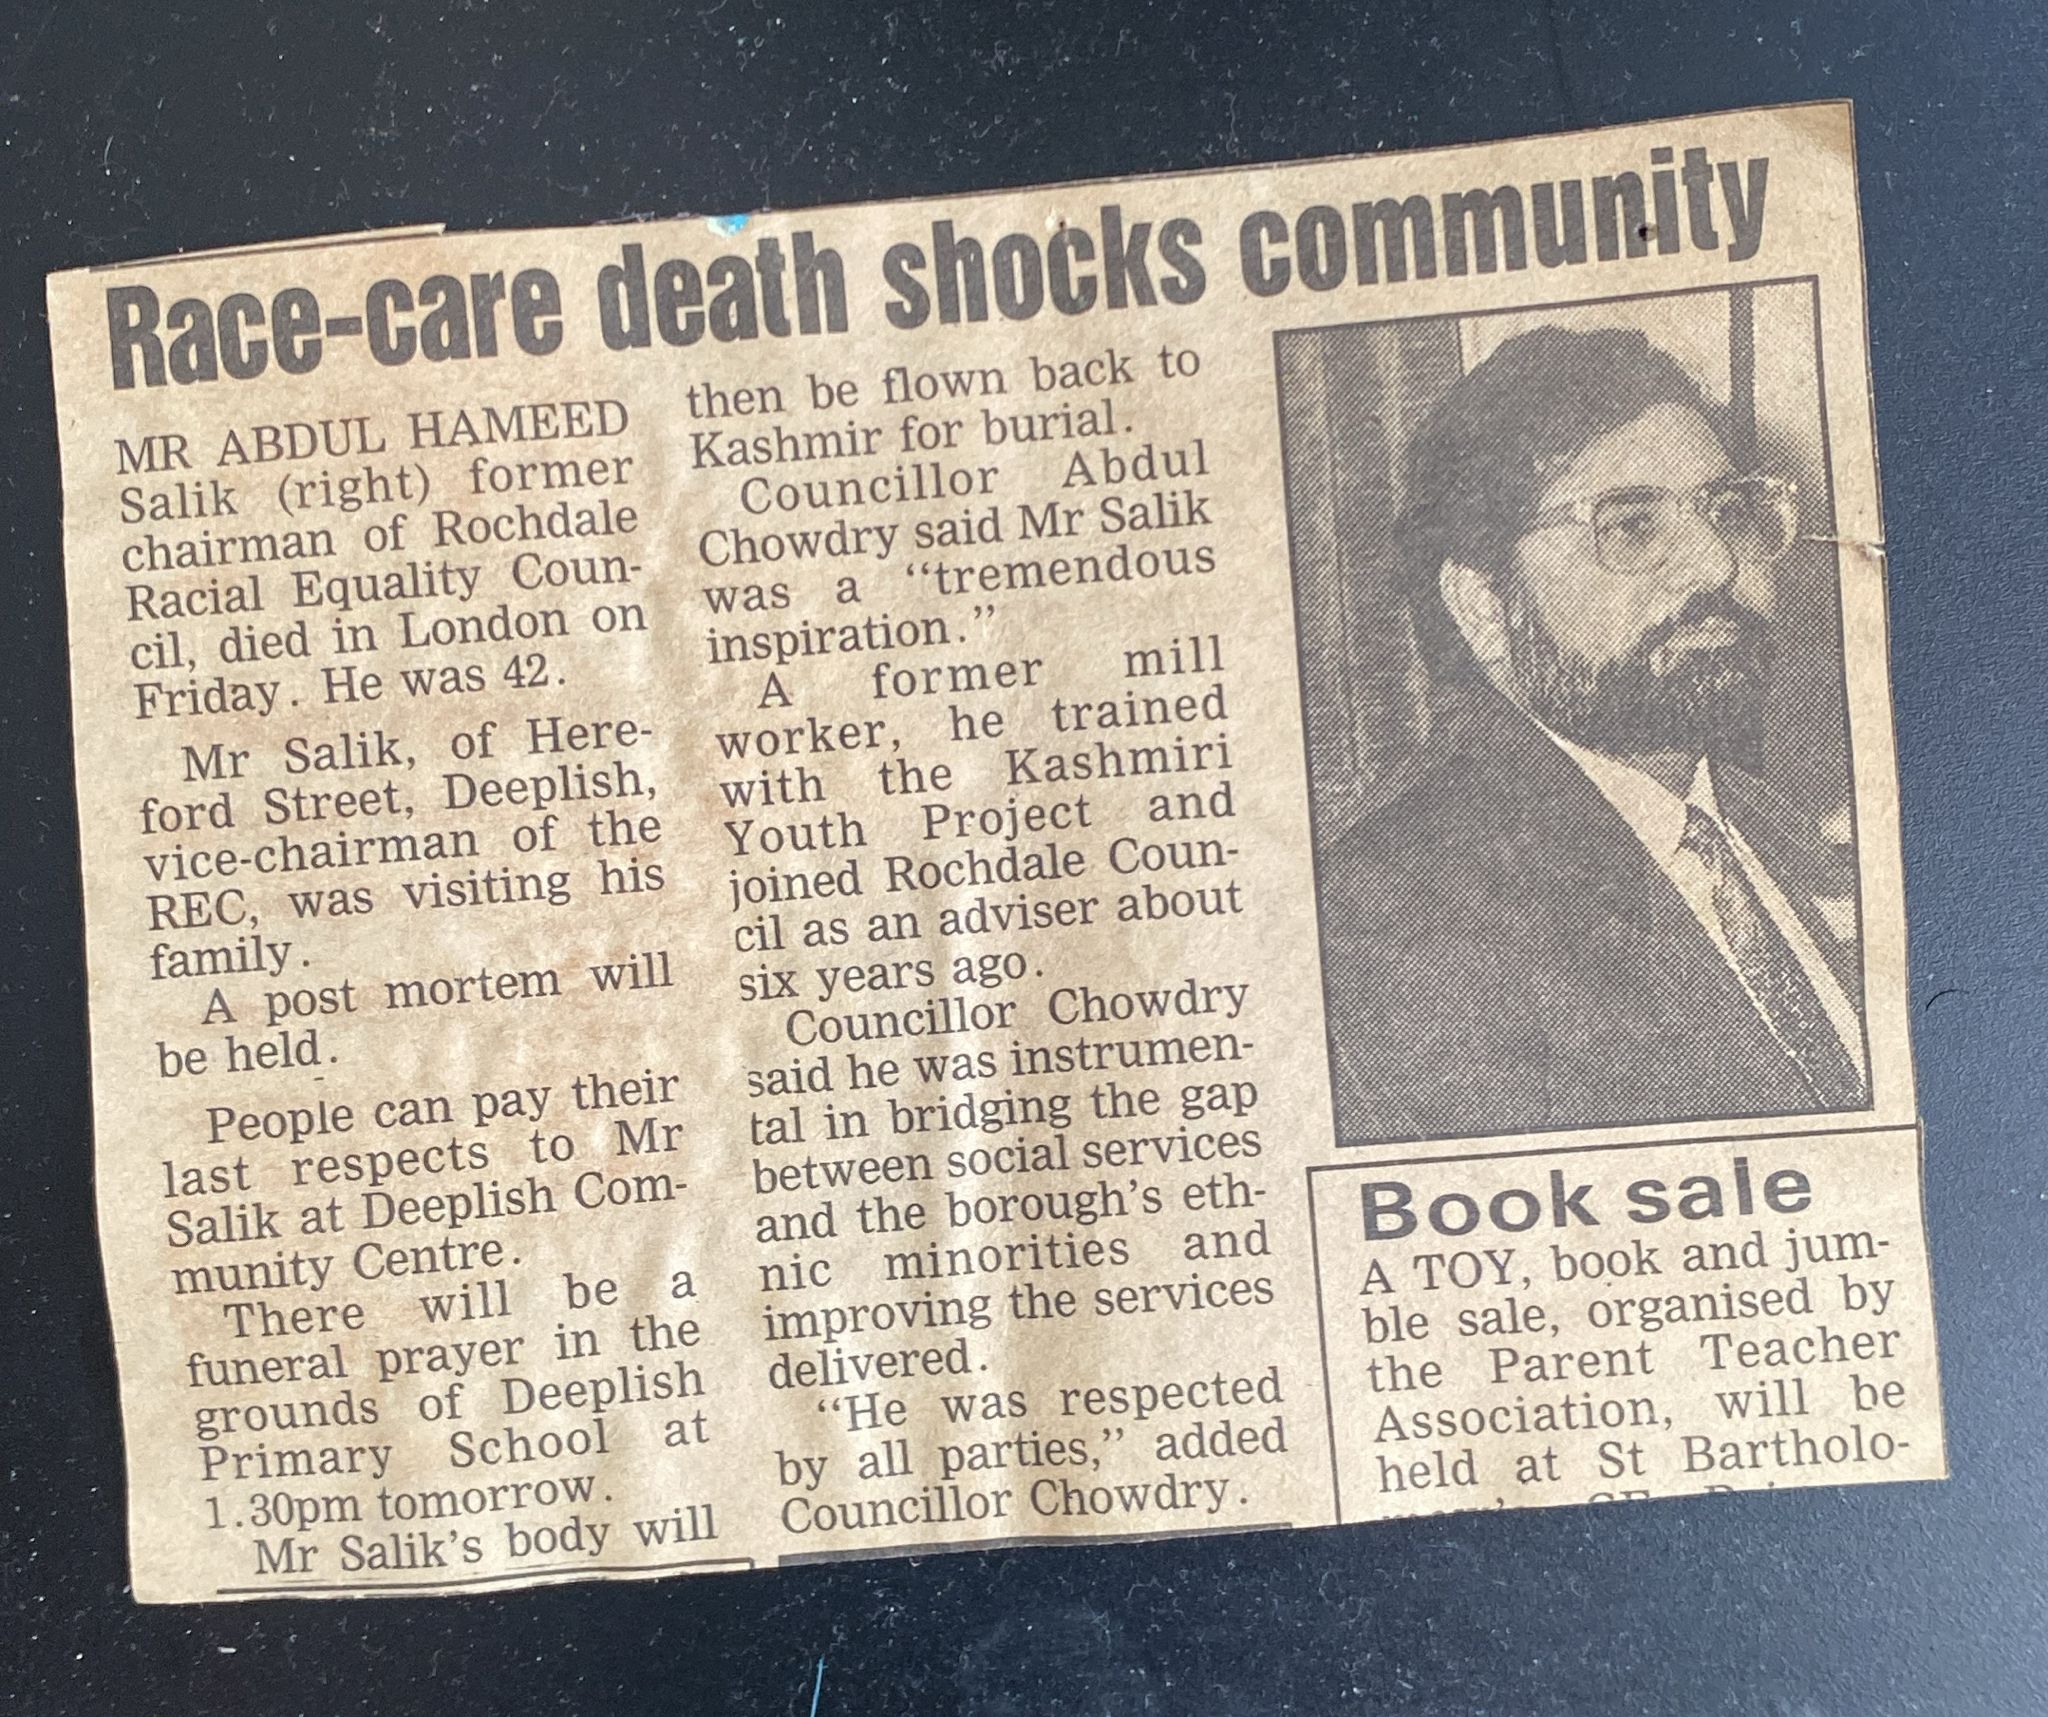 Race-care death shocks community
MR ABDUL HAMEED
Salik (right) former
chairman of Rochdale
Racial Equality Coun-
cil, died in London on
Friday. He was 42.
Mr Salik, of Here-
ford Street, Deeplish,
vice-chairman of the
REC, was visiting his
family.
A post mortem will
be held.
People can pay their
last respects to Mr
Salik at Deeplish Com-
munity Centre.
There will be a
funeral prayer in the
grounds of Deeplish
Primary School at
1.30pm tomorrow.
Mr Salik's body will
then be flown back to
Kashmir for burial.
Councillor Abdul
Chowdry said Mr Salik
was a “tremendous
inspiration.”
A former mill
worker, he trained
with the Kashmiri
Youth Project and
joined Rochdale Coun-
cil as an adviser about
six years ago.
Councillor Chowdry
said he was instrumen-
tal in bridging the gap
between social services
and the borough's eth-
nic minorities and
improving the services
delivered.
“He was respected
by all parties,” added
Councillor Chowdry.
Book sale
A TOY, book and jum-
ble sale, organised by
the Parent Teacher
Association, will be
held at St Bartholo-